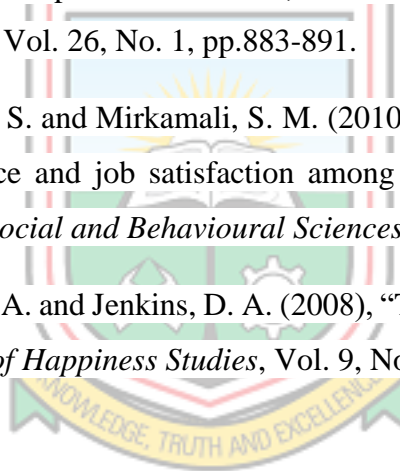 Vol. 26, No. 1, pp.883-891.
S. and Mirkamali, S. M. (2010
ce and job satisfaction among
ocial and Behavioural Sciences
A. and Jenkins, D. A. (2008), “T
of Happiness Studies, Vol. 9, No
KNOWLEDGE, TRUTH AND EXCELLENCE